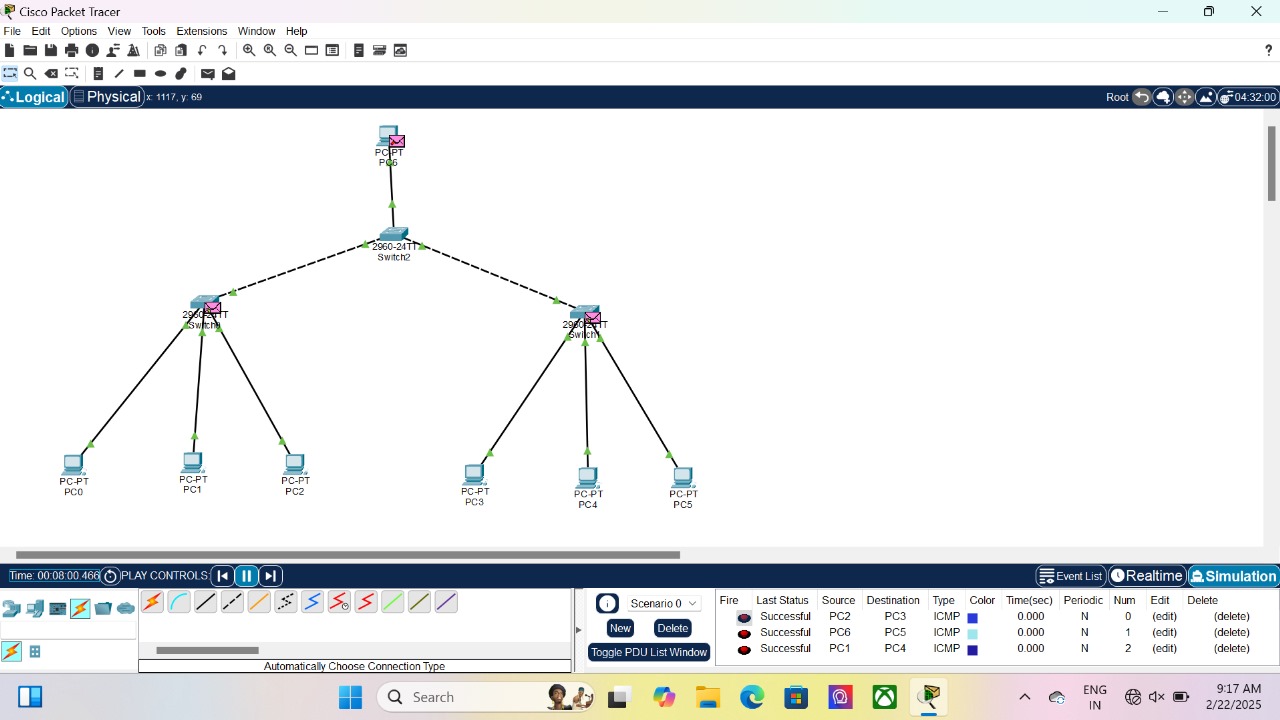 Cisco Packet Tracer
File Edit Options View Tools Extensions Window Help
?
Logical Physical x: 1117, y: 69 Root 04:32:00
PC-PT
PC6
2960-24TT
Switch2
2960-24TT
Switch0
2960-24TT
Switch1
PC-PT
PC0
PC-PT
PC1
PC-PT
PC2
PC-PT
PC3
PC-PT
PC4
PC-PT
PC5
Time: 00:08:00.466 PLAY CONTROLS: Event List Realtime Simulation
Scenario 0
New Delete
Toggle PDU List Window
Fire Last Status Source Destination Type Color Time(sec) Periodic Num Edit Delete
Successful PC2 PC3 ICMP 0.000 N 0 (edit) (delete)
Successful PC6 PC5 ICMP 0.000 N 1 (edit) (delete)
Successful PC1 PC4 ICMP 0.000 N 2 (edit) (delete)
Automatically Choose Connection Type
Search
ENG
IN
9:17 AM
2/22/2025